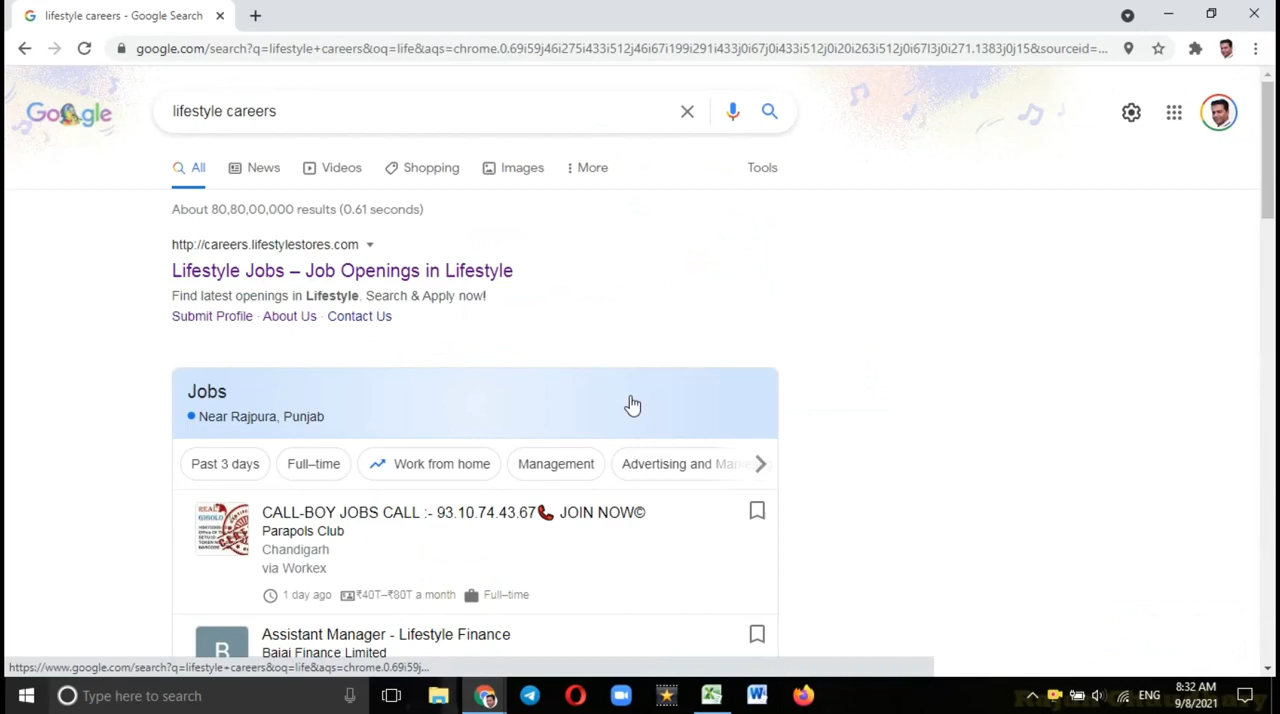 lifestyle careers - Google Search
google.com/search?q=lifestyle+careers&oq=life&aqs=chrome.0.69i59j46i275i433i512j46i67i199i291i433j0i67j0i433i512j0i20i263i512j0i67l3j0i271.1383j0j15&sourceid=...
Google
lifestyle careers
All News Videos Shopping Images More Tools
About 80,80,00,000 results (0.61 seconds)
http://careers.lifestylestores.com
Lifestyle Jobs – Job Openings in Lifestyle
Find latest openings in Lifestyle. Search & Apply now!
Submit Profile · About Us · Contact Us
Jobs
Near Rajpura, Punjab
Past 3 days Full–time Work from home Management Advertising and
CALL-BOY JOBS CALL :- 93.10.74.43.67📞 JOIN NOW©
Parapols Club
Chandigarh
via Workex
1 day ago ₹40T–₹80T a month Full–time
Assistant Manager - Lifestyle Finance
B
Bajaj Finance Limited
https://www.google.com/search?q=lifestyle+careers&oq=life&aqs=chrome.0.69i59j...
Type here to search
ENG
8:32 AM
9/8/2021